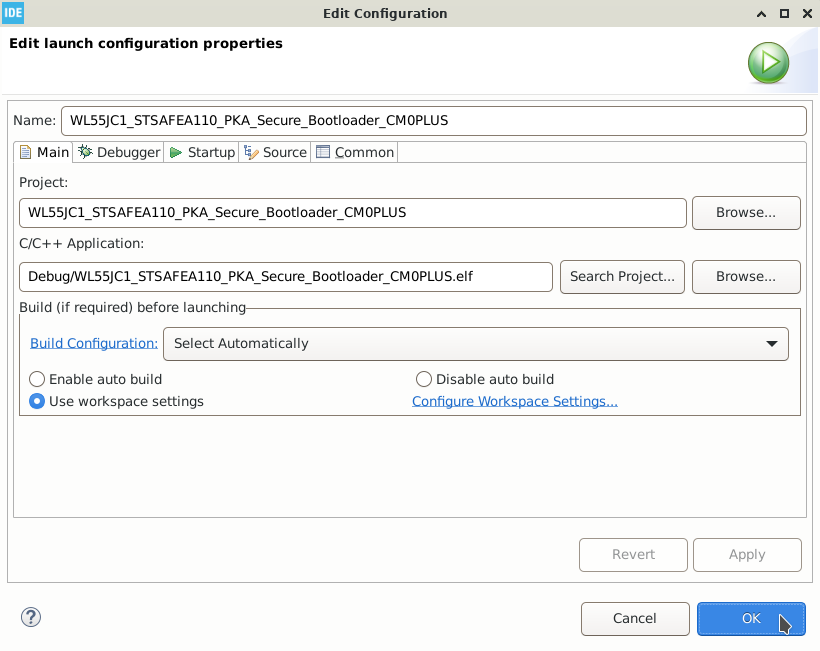 IDE Edit Configuration
Edit launch configuration properties
Name: WL55JC1_STSAFEA110_PKA_Secure_Bootloader_CM0PLUS
Main Debugger Startup Source Common
Project:
WL55JC1_STSAFEA110_PKA_Secure_Bootloader_CM0PLUS Browse...
C/C++ Application:
Debug/WL55JC1_STSAFEA110_PKA_Secure_Bootloader_CM0PLUS.elf Search Project... Browse...
Build (if required) before launching
Build Configuration: Select Automatically
Enable auto build Disable auto build
Use workspace settings Configure Workspace Settings...
Revert Apply
? Cancel OK